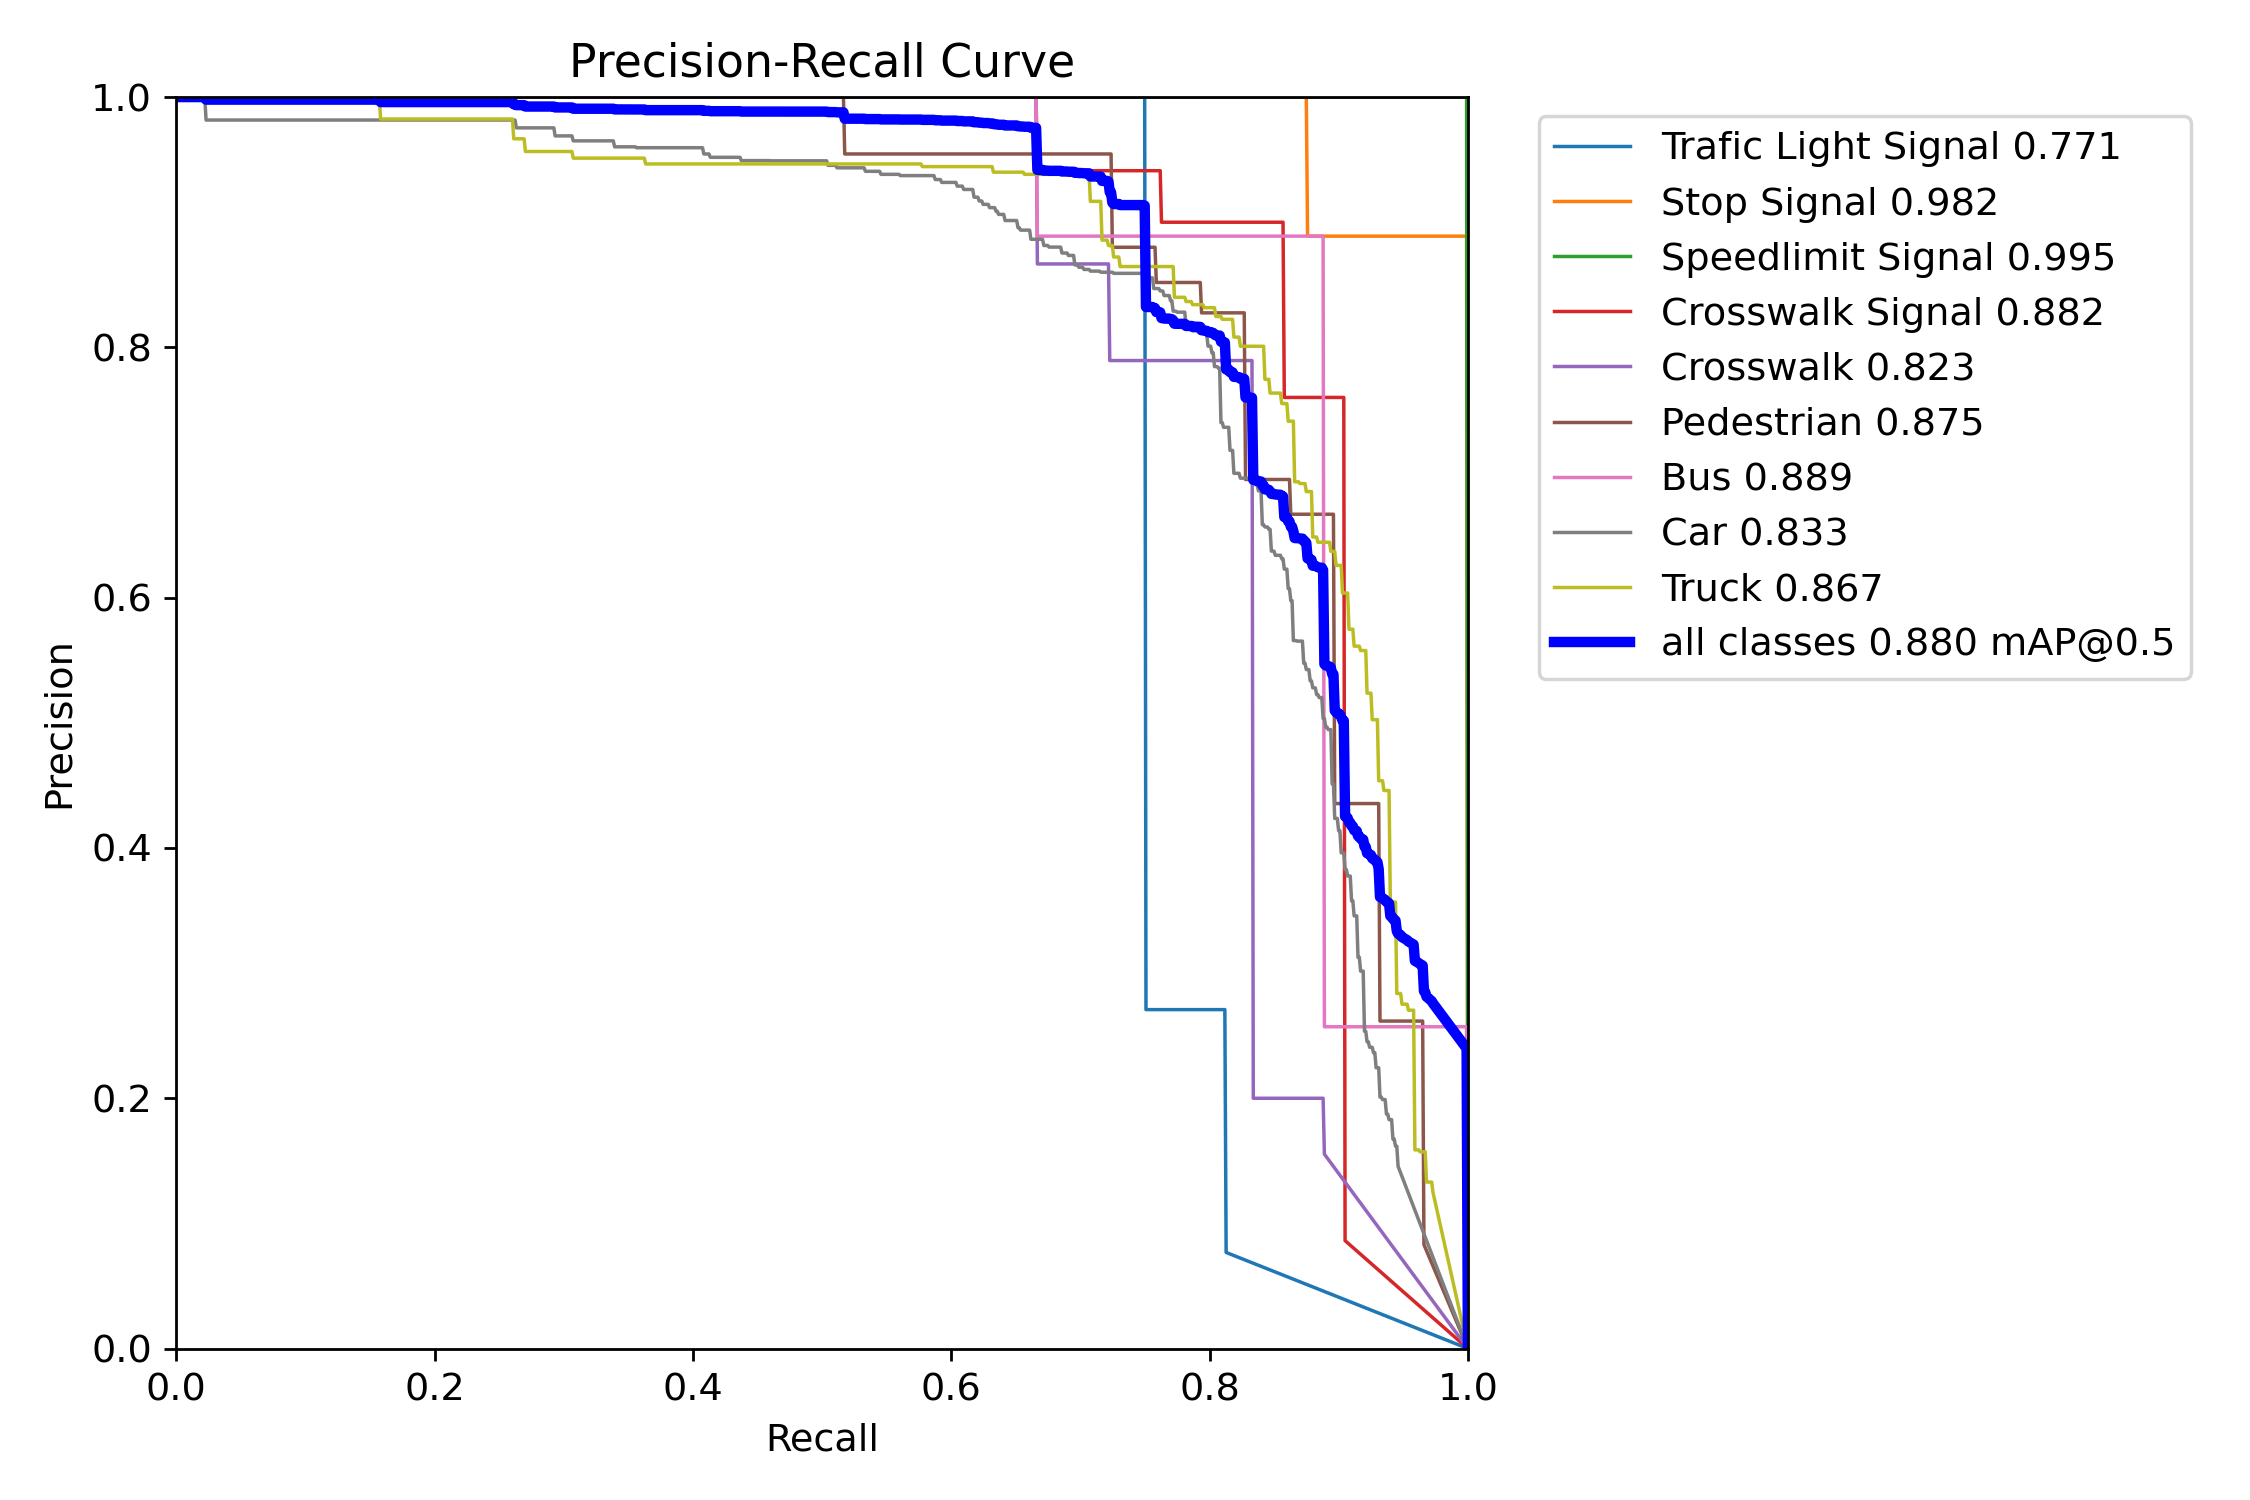 Precision-Recall Curve
1.0
0.8
0.6
0.4
0.2
0.0
Precision
0.0 0.2 0.4 0.6 0.8 1.0
Recall
Trafic Light Signal 0.771
Stop Signal 0.982
Speedlimit Signal 0.995
Crosswalk Signal 0.882
Crosswalk 0.823
Pedestrian 0.875
Bus 0.889
Car 0.833
Truck 0.867
all classes 0.880 mAP@0.5